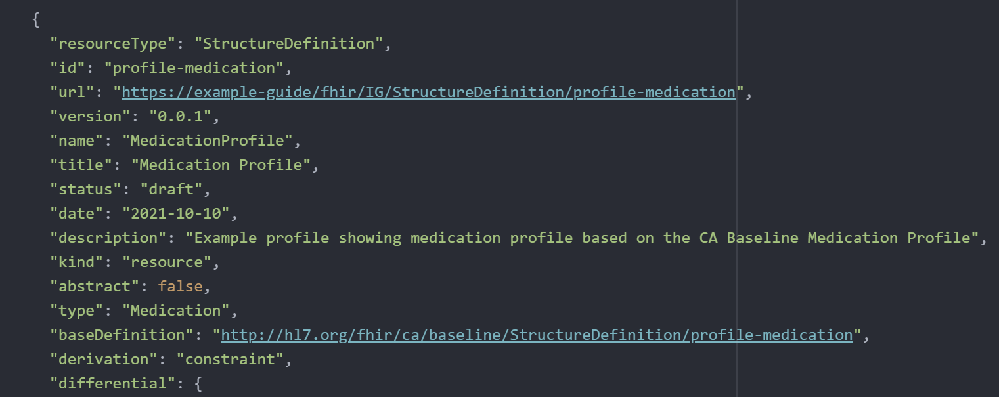 {
"resourceType": "StructureDefinition",
"id": "profile-medication",
"url": "https://example-guide/fhir/IG/StructureDefinition/profile-medication",
"version": "0.0.1",
"name": "MedicationProfile",
"title": "Medication Profile",
"status": "draft",
"date": "2021-10-10",
"description": "Example profile showing medication profile based on the CA Baseline Medication Profile",
"kind": "resource",
"abstract": false,
"type": "Medication",
"baseDefinition": "http://hl7.org/fhir/ca/baseline/StructureDefinition/profile-medication",
"derivation": "constraint",
"differential": {